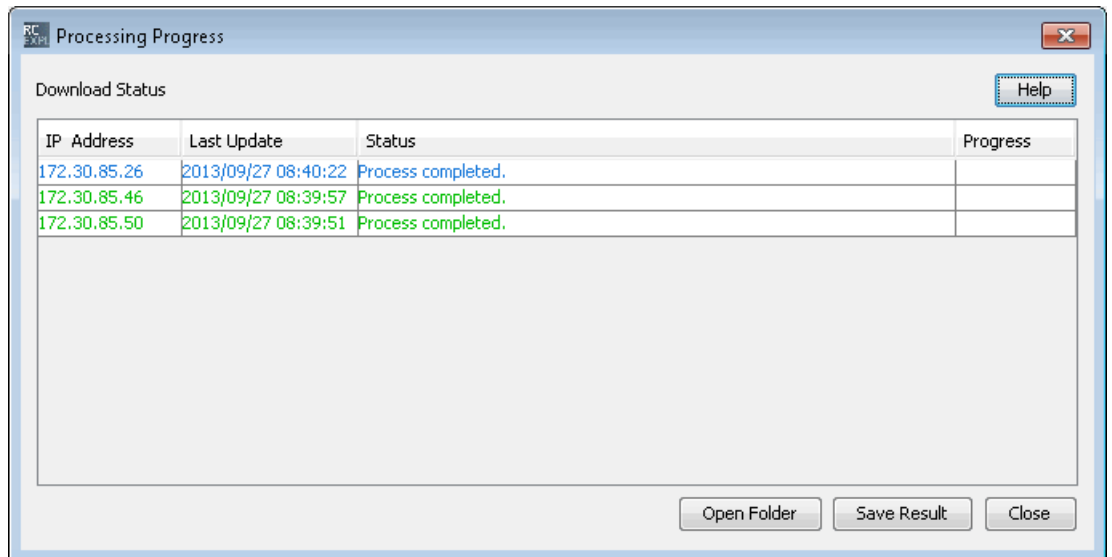 RC EXPL Processing Progress
Download Status Help
IP Address Last Update Status Progress
172.30.85.26 2013/09/27 08:40:22 Process completed.
172.30.85.46 2013/09/27 08:39:57 Process completed.
172.30.85.50 2013/09/27 08:39:51 Process completed.
Open Folder Save Result Close